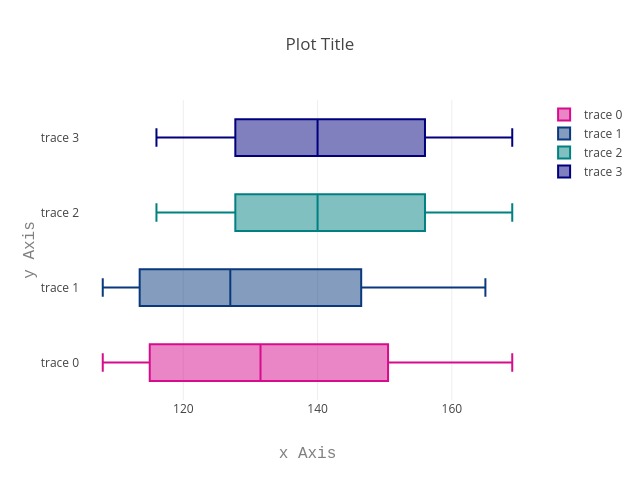 Plot Title
trace 3
trace 2
trace 1
trace 0
y Axis
120 140 160
x Axis
trace 0
trace 1
trace 2
trace 3